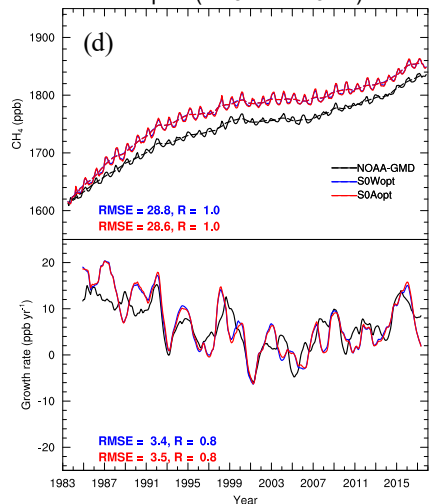 (d)
1900
1800
1700
1600
CH₄ (ppb)
NOAA-GMD
S0Wopt
S0Aopt
RMSE = 28.8, R = 1.0
RMSE = 28.6, R = 1.0
20
10
0
-10
-20
Growth rate (ppb yr⁻¹)
RMSE = 3.4, R = 0.8
RMSE = 3.5, R = 0.8
1983 1987 1991 1995 1999 2003 2007 2011 2015
Year